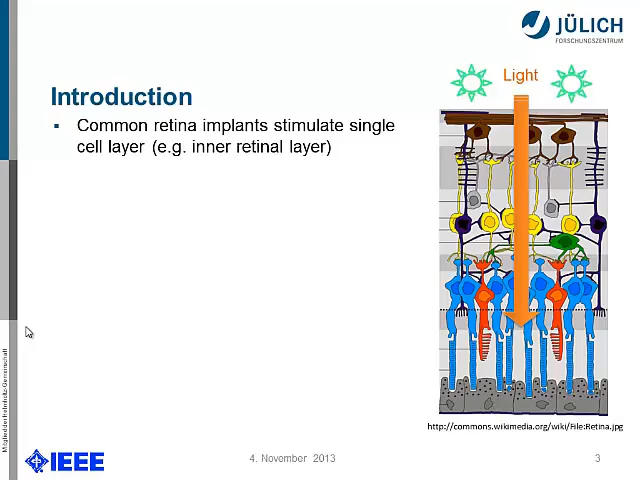 JÜLICH
FORSCHUNGSZENTRUM
Light
Introduction
Common retina implants stimulate single
cell layer (e.g. inner retinal layer)
http://commons.wikimedia.org/wiki/File:Retina.jpg
Mitglied der Helmholtz-Gemeinschaft
IEEE
4. November 2013
3